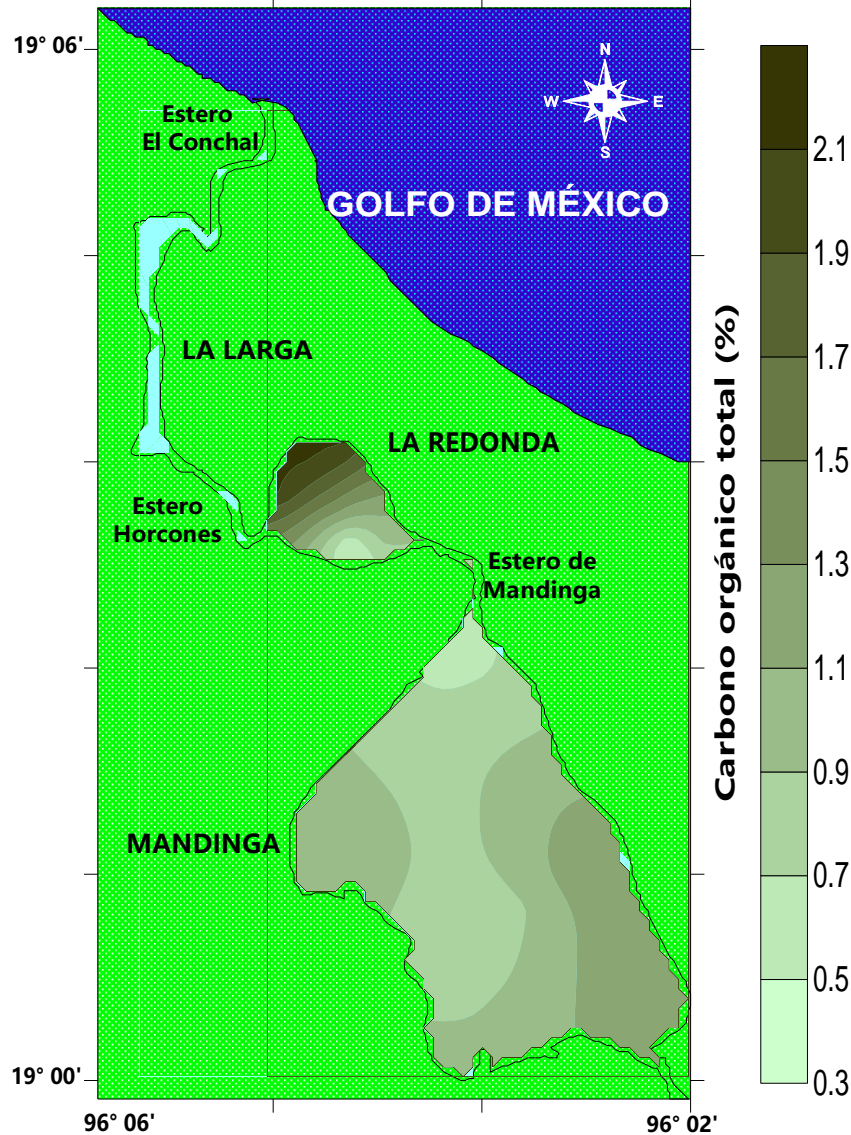 19° 06'
N
W E
S
Estero
El Conchal
GOLFO DE MÉXICO
LA LARGA
LA REDONDA
Estero
Horcones
Estero de
Mandinga
MANDINGA
19° 00'
96° 06'
96° 02'
Carbono orgánico total (%)
2.1
1.9
1.7
1.5
1.3
1.1
0.9
0.7
0.5
0.3